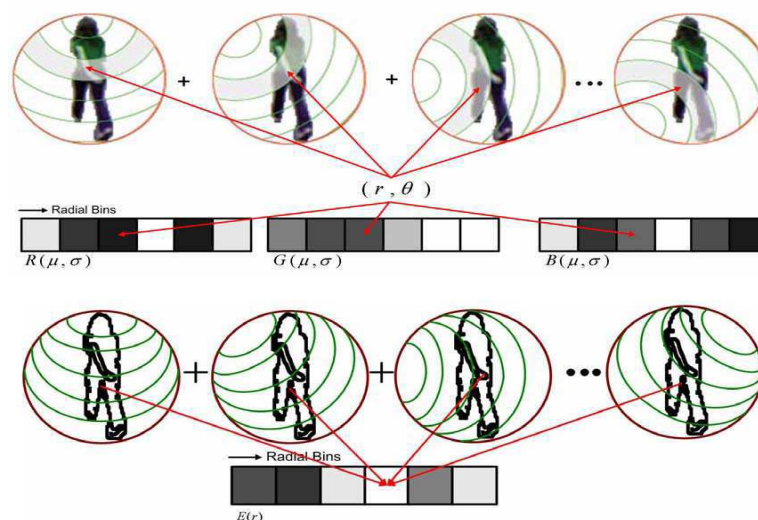 + + ...
( r , θ )
Radial Bins
R ( μ , σ ) G ( μ , σ ) B ( μ , σ )
+ + ...
Radial Bins
E(r)